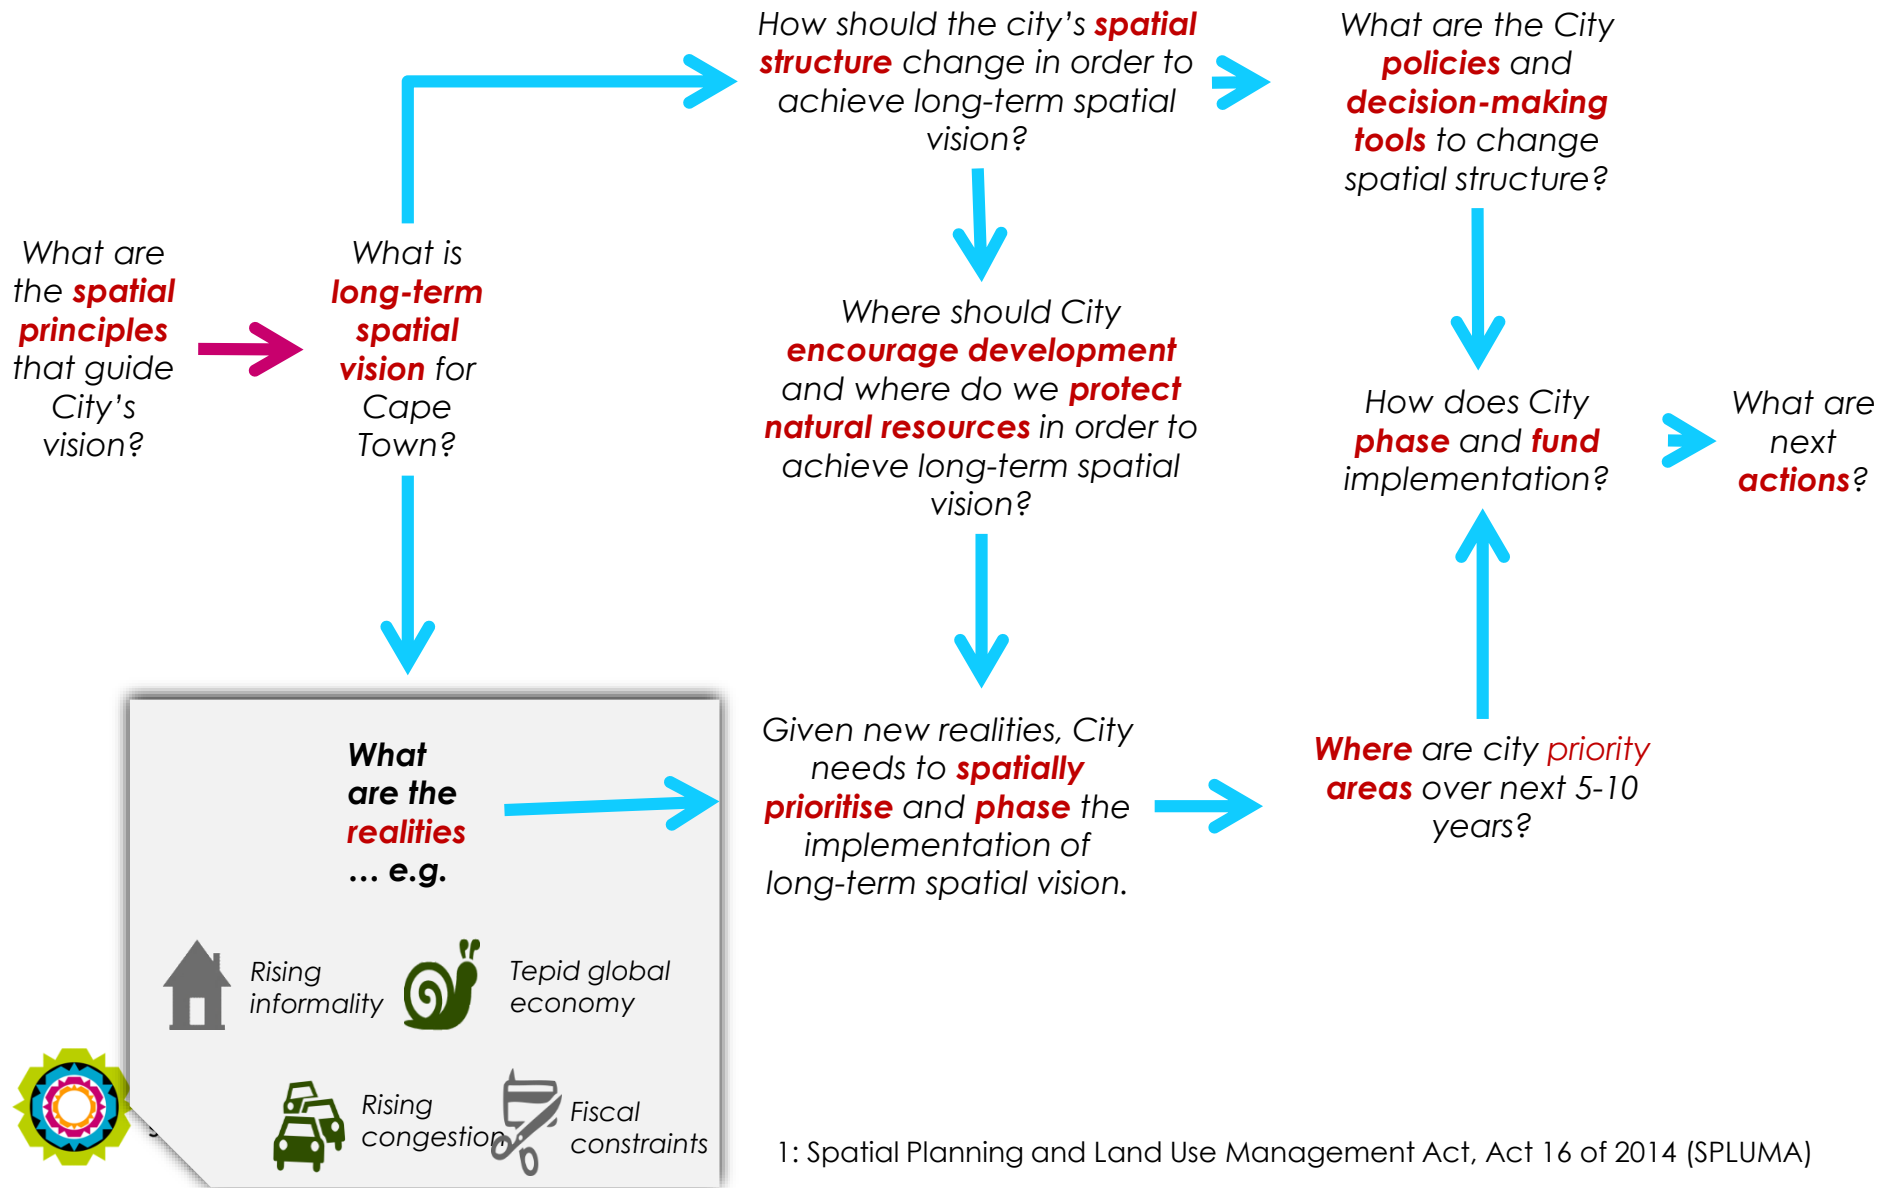 What are
the spatial
principles
that guide
City's
vision?
What is
long-term
spatial
vision for
Cape
Town?
How should the city's spatial
structure change in order to
achieve long-term spatial
vision?
What are the City
policies and
decision-making
tools to change
spatial structure?
Where should City
encourage development
and where do we protect
natural resources in order to
achieve long-term spatial
vision?
How does City
phase and fund
implementation?
What are
next
actions?
What
are the
realities
... e.g.
Given new realities, City
needs to spatially
prioritise and phase the
implementation of
long-term spatial vision.
Where are city priority
areas over next 5-10
years?
Rising
informality
Tepid global
economy
Rising
congestion
Fiscal
constraints
1: Spatial Planning and Land Use Management Act, Act 16 of 2014 (SPLUMA)